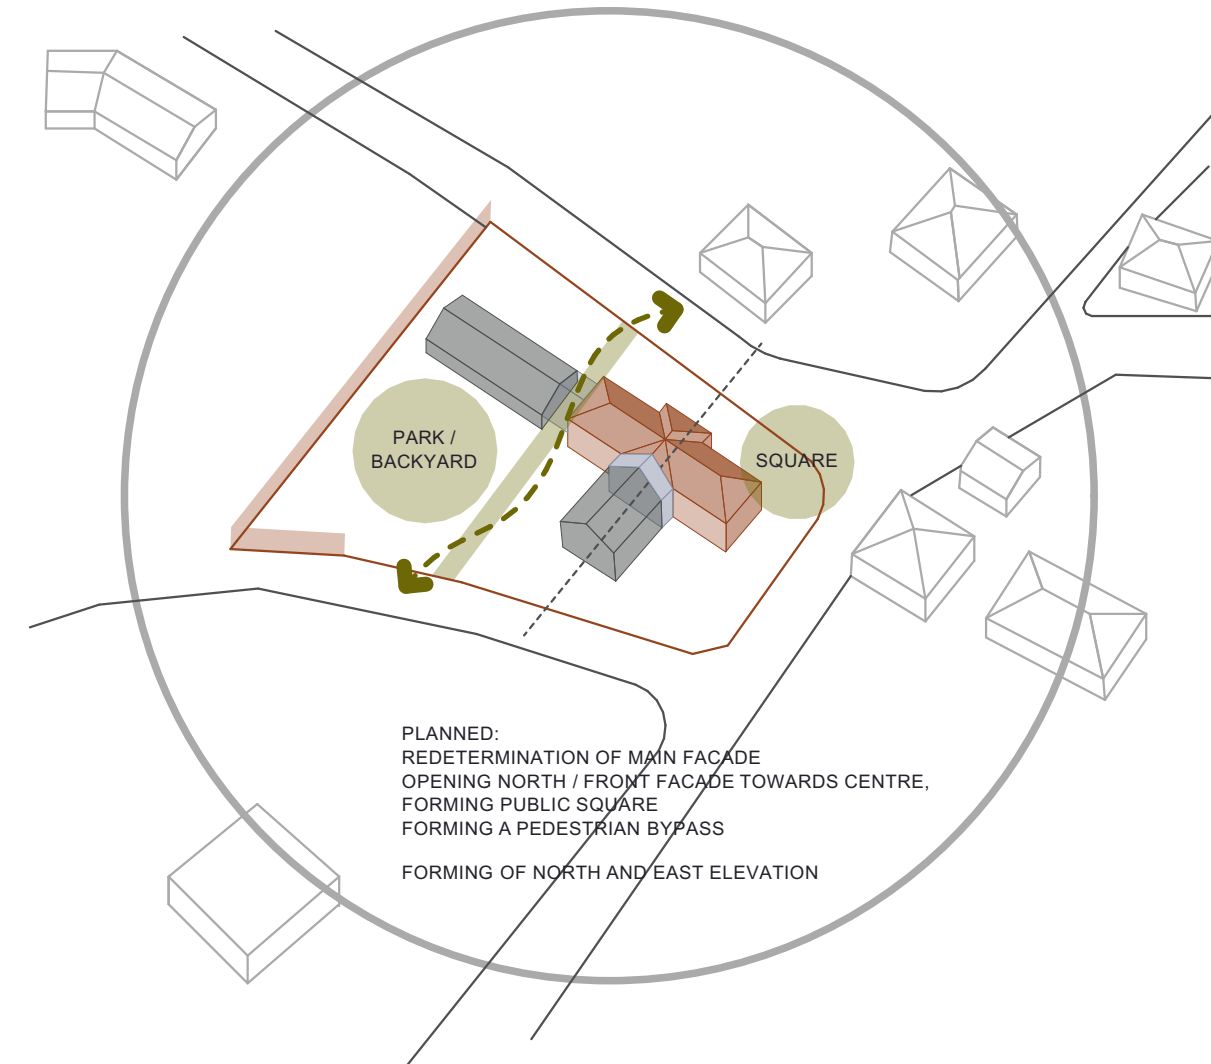 PARK /
BACKYARD
SQUARE
PLANNED:
REDETERMINATION OF MAIN FACADE
OPENING NORTH / FRONT FACADE TOWARDS CENTRE,
FORMING PUBLIC SQUARE
FORMING A PEDESTRIAN BYPASS
FORMING OF NORTH AND EAST ELEVATION